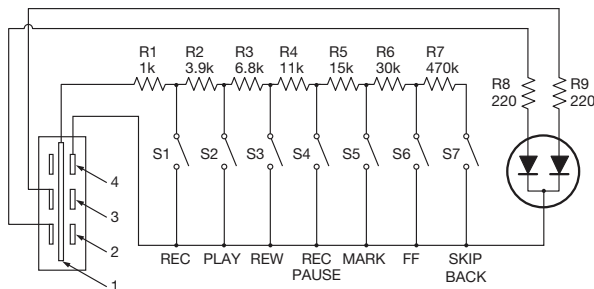 R1 R2 R3 R4 R5 R6 R7
1k 3.9k 6.8k 11k 15k 30k 470k
R8 R9
220 220
S1 S2 S3 S4 S5 S6 S7
4
3
2
1
REC PLAY REW REC MARK FF SKIP
PAUSE BACK